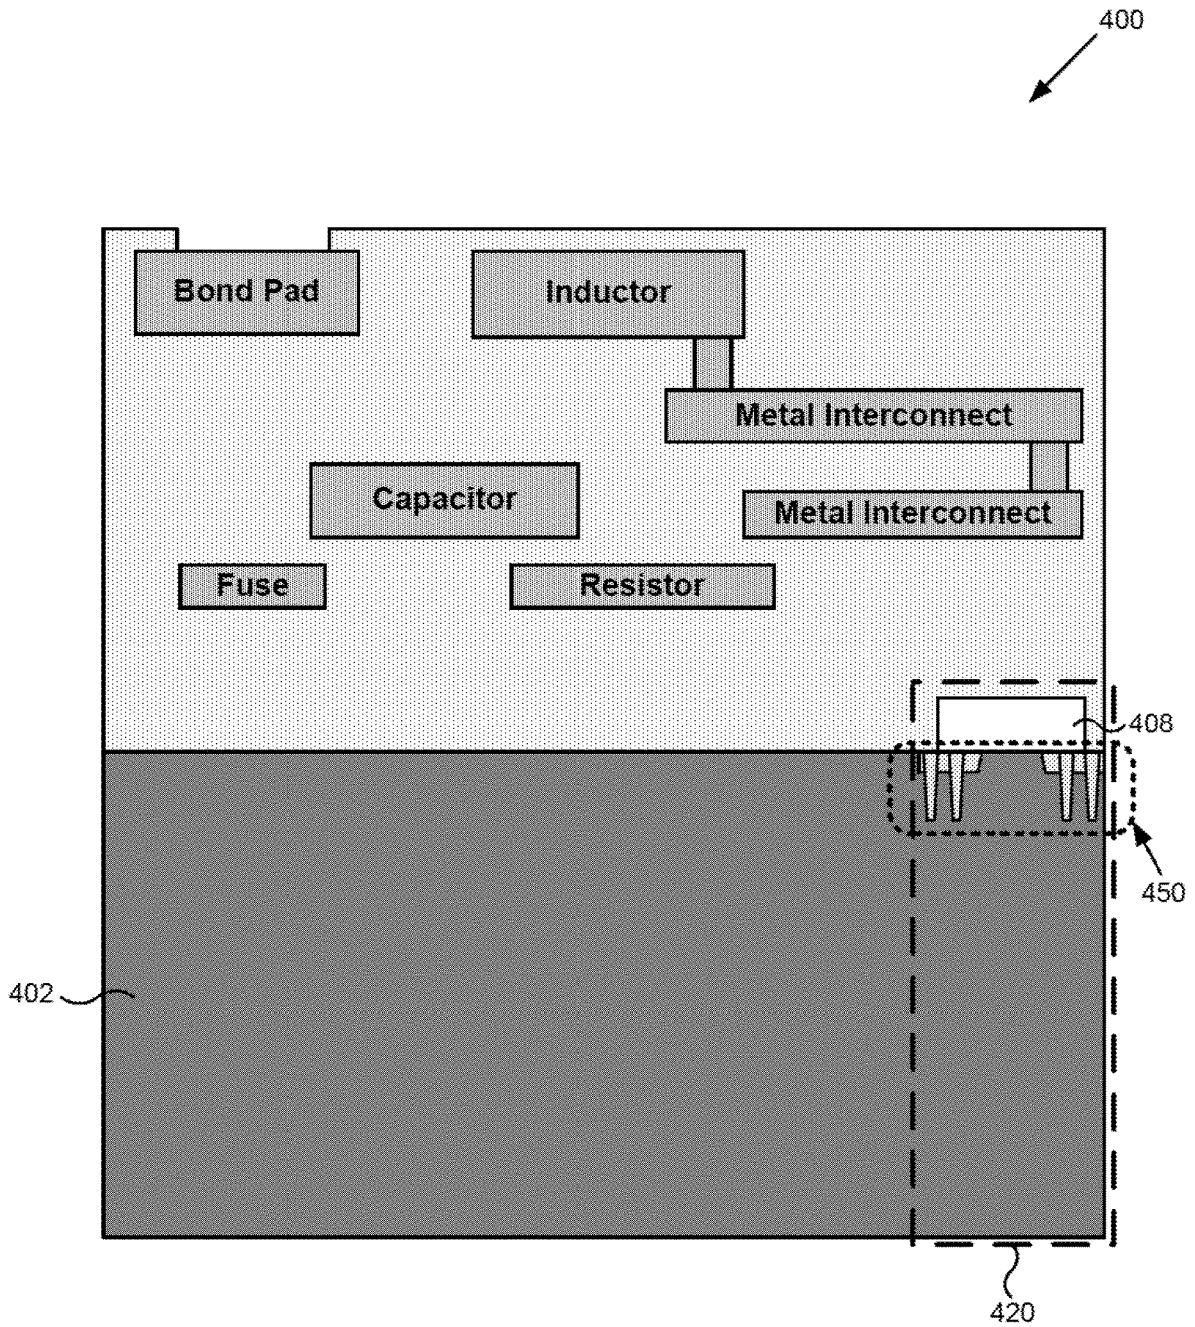 400
Bond Pad
Inductor
Metal Interconnect
Capacitor
Metal Interconnect
Fuse
Resistor
408
450
402
420